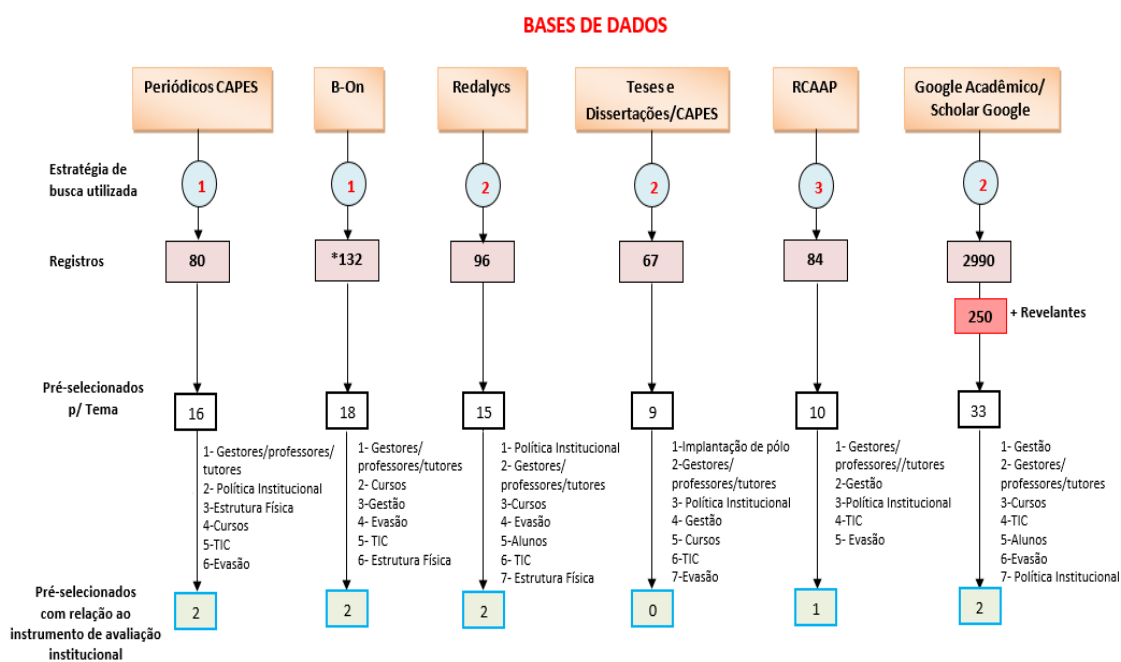 BASES DE DADOS
Periódicos CAPES
B-On
Redalycs
Teses e
Dissertações/CAPES
RCAAP
Google Acadêmico/
Scholar Google
Estratégia de
busca utilizada
1
1
2
2
3
2
Registros
80
*132
96
67
84
2990
250
+ Revelantes
Pré-selecionados
p/ Tema
16
18
15
9
10
33
1- Gestores/professores/
tutores
2- Política Institucional
3-Estrutura Física
4-Cursos
5-TIC
6-Evasão
1- Gestores/
professores/tutores
2- Cursos
3-Gestão
4- Evasão
5- TIC
6- Estrutura Física
1- Política Institucional
2- Gestores/
professores/tutores
3-Cursos
4- Evasão
5-Alunos
6- TIC
7- Estrutura Física
1-Implantação de pólo
2-Gestores/
professores/tutores
3- Política Institucional
4- Gestão
5- Cursos
6-TIC
7-Evasão
1- Gestores/
professores//tutores
2-Gestão
3-Política Institucional
4-TIC
5- Evasão
1- Gestão
2- Gestores/
professores/tutores
3-Cursos
4-TIC
5-Alunos
6-Evasão
7- Política Institucional
Pré-selecionados
com relação ao
instrumento de avaliação
institucional
2
2
2
0
1
2